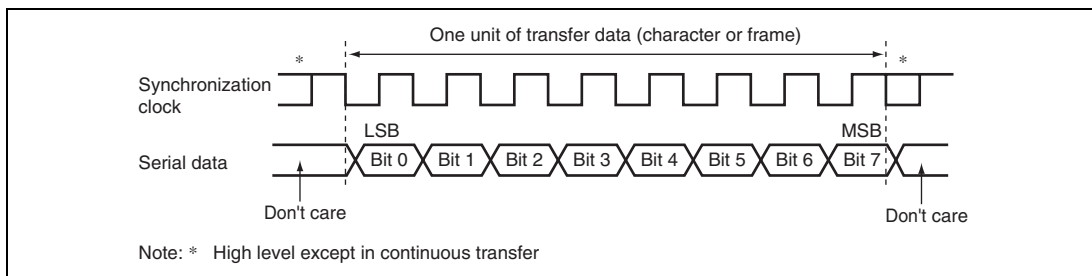 One unit of transfer data (character or frame)
* *
Synchronization
clock
LSB MSB
Serial data Bit 0 Bit 1 Bit 2 Bit 3 Bit 4 Bit 5 Bit 6 Bit 7
Don't care Don't care
Note: * High level except in continuous transfer